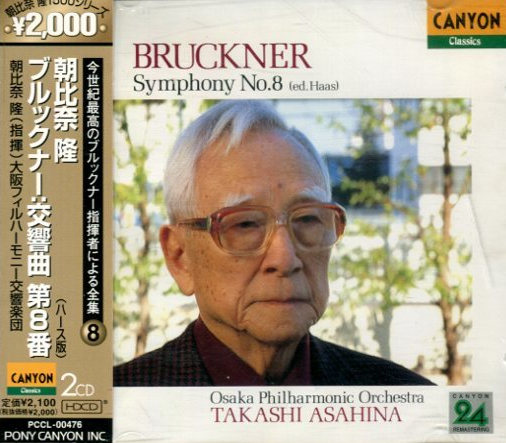 朝比奈 隆1500シリーズ
¥2,000
今世紀最高のブルックナー指揮者による全集 8
朝比奈 隆
ブルックナー:交響曲 第8番
(ハース版)
朝比奈 隆(指揮)大阪フィルハーモニー交響楽団
CANYON
Classics
2CD
HDCD
定価¥2,100
(税抜価格¥2,000)
PCCL-00476
PONY CANYON INC.
CANYON
Classics
BRUCKNER
Symphony No.8 (ed.Haas)
Osaka Philharmonic Orchestra
TAKASHI ASAHINA
CANYON
24
REMASTERING